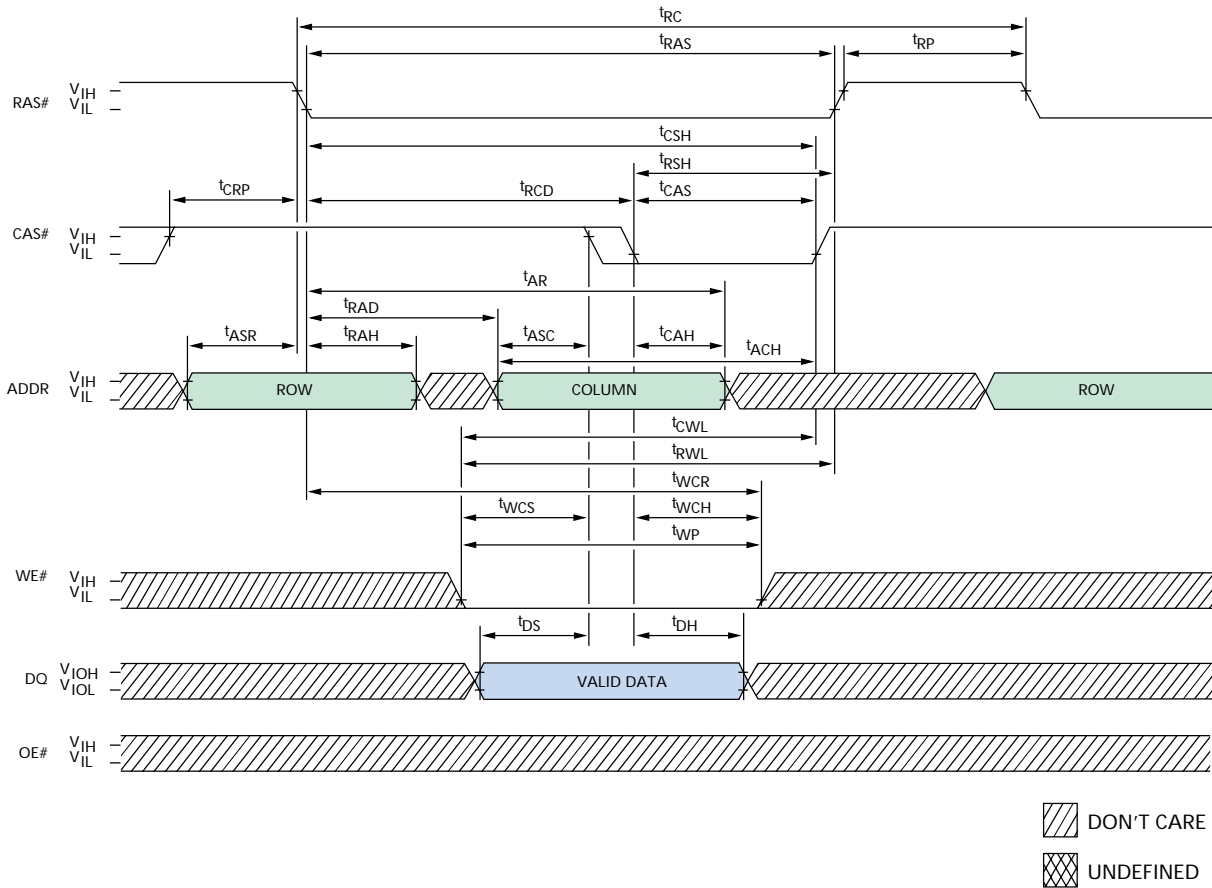 tRC
tRAS
tRP
RAS#
VIH
VIL
tCSH
tRSH
tCRP
tRCD
tCAS
CAS#
VIH
VIL
tAR
tRAD
tASR
tRAH
tASC
tCAH
tACH
ADDR
VIH
VIL
ROW
COLUMN
ROW
tCWL
tRWL
tWCR
tWCS
tWCH
tWP
WE#
VIH
VIL
tDS
tDH
DQ
VIOH
VIOL
VALID DATA
OE#
VIH
VIL
DON'T CARE
UNDEFINED